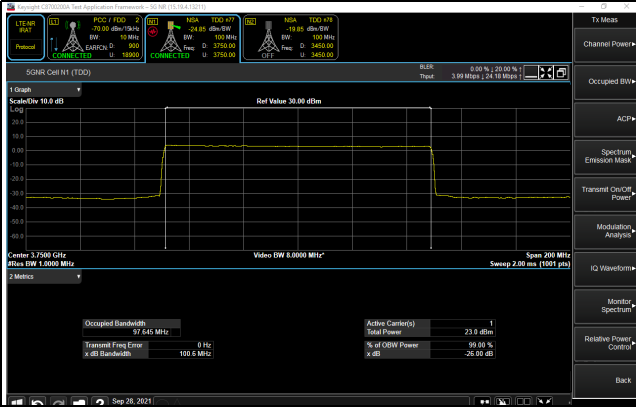 Keysight C8700200A Test Application Framework - 5G NR (15.19.4.13211)
LTE-NR IRAT
Protocol
L1 PCC / FDD 2
-70.00 dBm/15kHz
BW: 10 MHz
EARFCN: D: 900
U: 18900
CONNECTED
N1 NSA TDD n77
-24.85 dBm/BW
BW: 100 MHz
Freq: D: 3750.00
U: 3750.00
CONNECTED
N2 NSA TDD n78
-19.85 dBm/BW
BW: 100 MHz
Freq: D: 3450.00
U: 3450.00
OFF
5GNR Cell N1 (TDD)
BLER: 0.00 % ↓ 20.00 % ↑
Thput: 3.99 Mbps ↓ 24.18 Mbps ↑
1 Graph
Scale/Div 10.0 dB
Ref Value 30.00 dBm
Log
20.0
10.0
0.00
-10.0
-20.0
-30.0
-40.0
-50.0
-60.0
Center 3.7500 GHz
Video BW 8.0000 MHz*
Span 200 MHz
#Res BW 1.0000 MHz
Sweep 2.00 ms (1001 pts)
2 Metrics
Occupied Bandwidth
97.645 MHz
Transmit Freq Error 0 Hz
x dB Bandwidth 100.6 MHz
Active Carrier(s) 1
Total Power 23.0 dBm
% of OBW Power 99.00 %
x dB -26.00 dB
Sep 28, 2021
Tx Meas
Channel Power
Occupied BW
ACP
Spectrum Emission Mask
Transmit On/Off Power
Modulation Analysis
IQ Waveform
Monitor Spectrum
Relative Power Control
Back